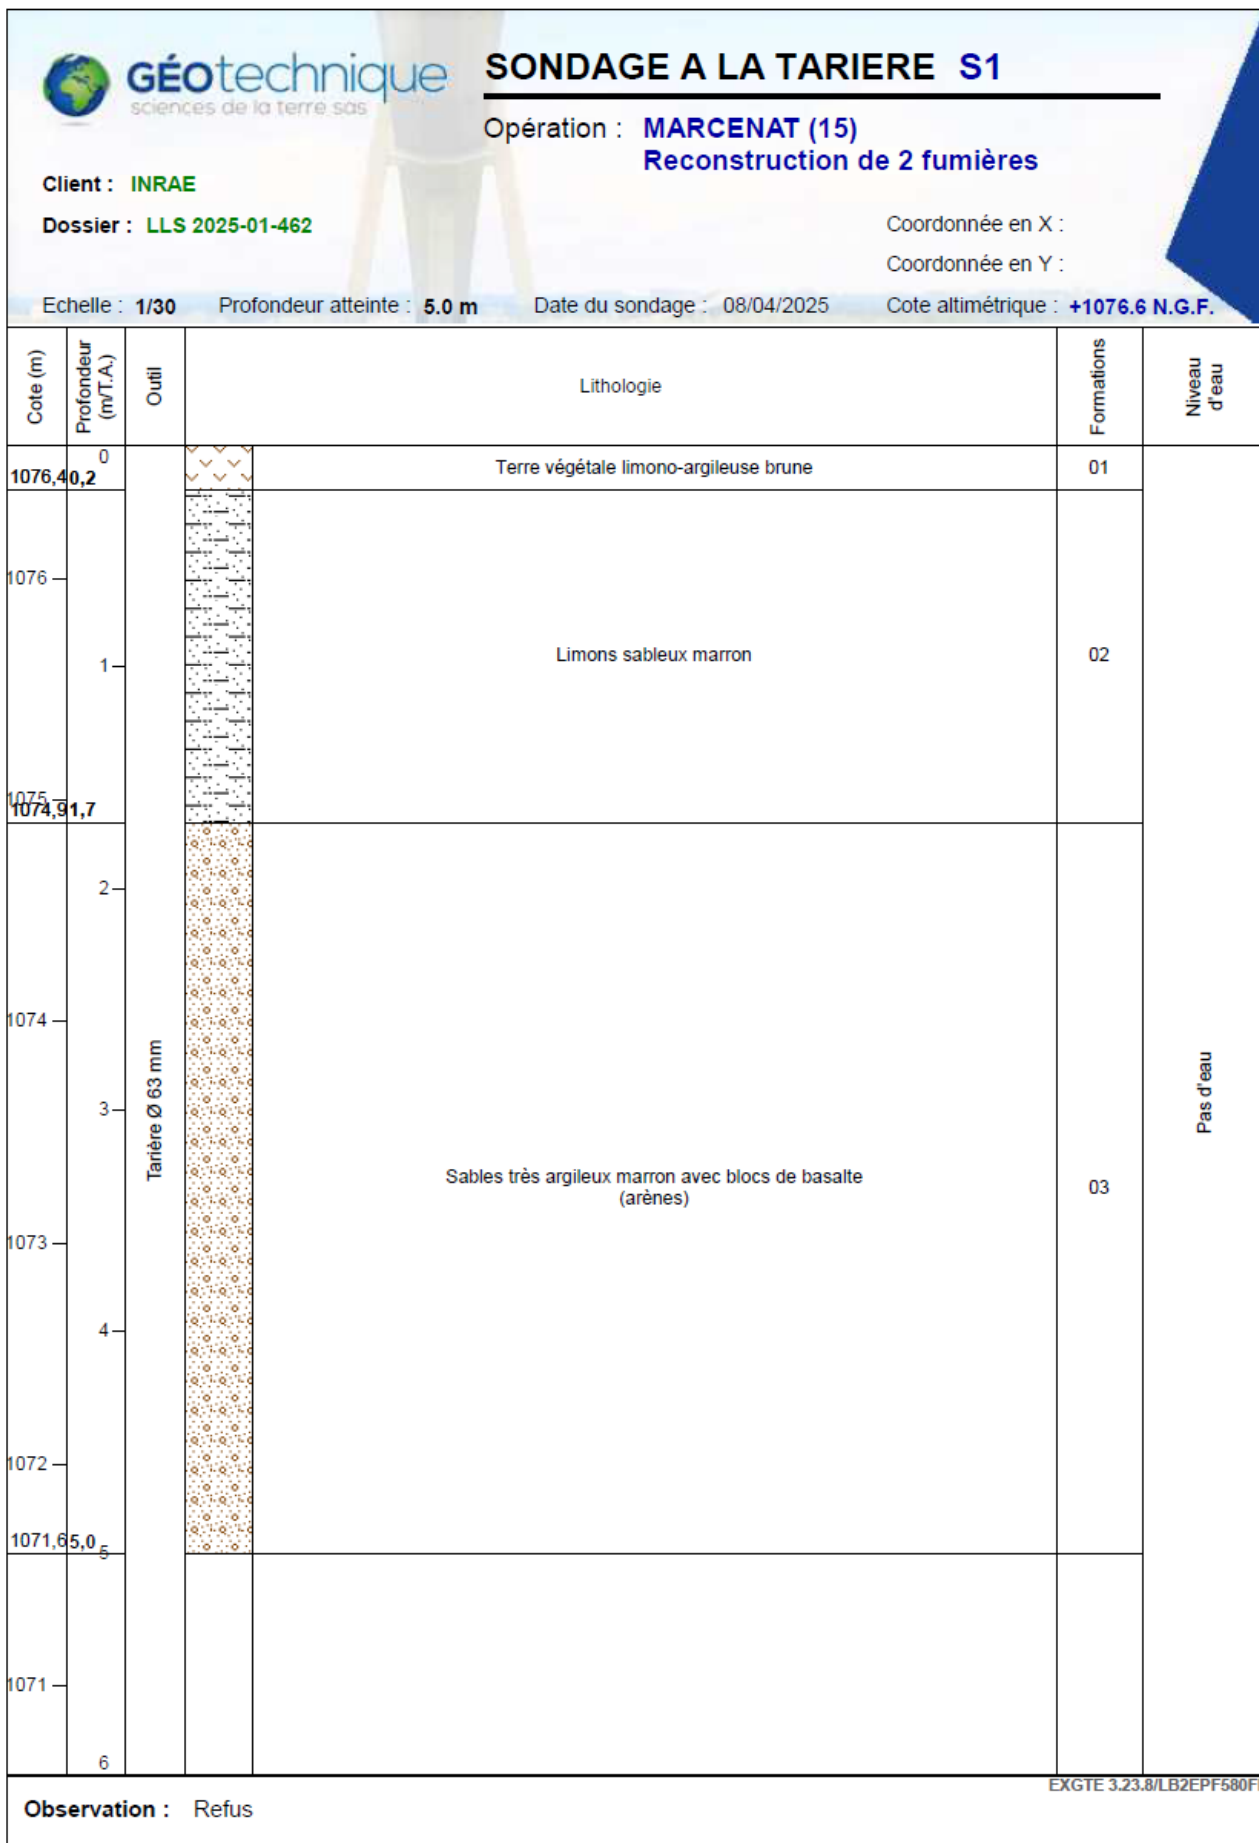 GÉOtechnique
sciences de la terre sas
SONDAGE A LA TARIERE S1
Opération : MARCENAT (15)
Reconstruction de 2 fumières
Client : INRAE
Dossier : LLS 2025-01-462
Coordonnée en X :
Coordonnée en Y :
Echelle : 1/30 Profondeur atteinte : 5.0 m Date du sondage : 08/04/2025 Cote altimétrique : +1076.6 N.G.F.
Cote (m)
Profondeur
(m/T.A.)
Outil
Lithologie
Formations
Niveau
d'eau
0
1076,4 0,2
Terre végétale limono-argileuse brune
01
1076
Limons sableux marron
02
1
1075
1074,9 1,7
2
1074
Tarière Ø 63 mm
3
Pas d'eau
Sables très argileux marron avec blocs de basalte
(arènes)
03
1073
4
1072
1071,6 5,0
5
1071
6
EXGTE 3.23.8/LB2EPF580F
Observation : Refus